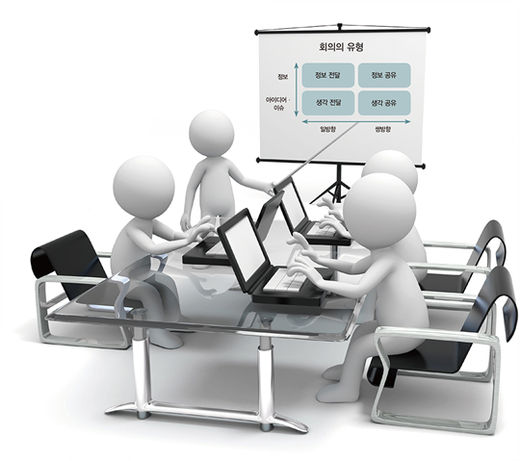 회의의 유형
정보
정보 전달
정보 공유
아이디어·
이슈
생각 전달
생각 공유
일방향
쌍방향